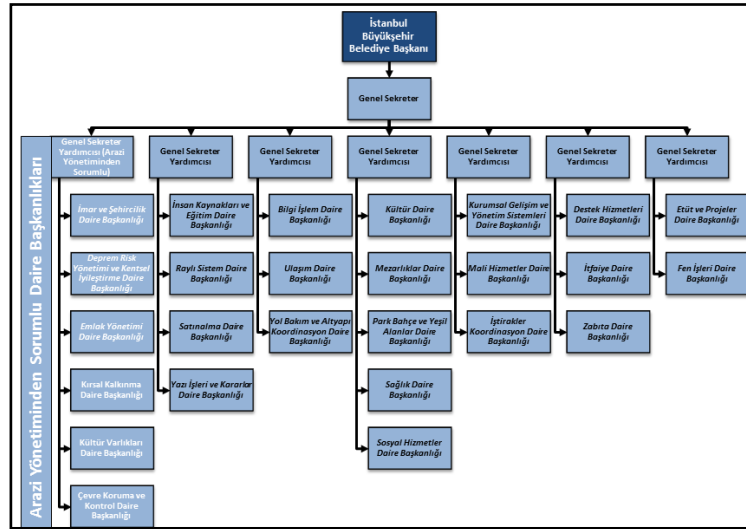 İstanbul
Büyükşehir
Belediye Başkanı
Genel Sekreter
Arazi Yönetiminden Sorumlu Daire Başkanlıkları
Genel Sekreter
Yardımcısı (Arazi
Yönetiminden
Sorumlu)
Genel Sekreter
Yardımcısı
Genel Sekreter
Yardımcısı
Genel Sekreter
Yardımcısı
Genel Sekreter
Yardımcısı
Genel Sekreter
Yardımcısı
Genel Sekreter
Yardımcısı
İmar ve Şehircilik
Daire Başkanlığı
İnsan Kaynakları ve
Eğitim Daire
Başkanlığı
Bilgi İşlem Daire
Başkanlığı
Kültür Daire
Başkanlığı
Kurumsal Gelişim ve
Yönetim Sistemleri
Daire Başkanlığı
Destek Hizmetleri
Daire Başkanlığı
Etüt ve Projeler
Daire Başkanlığı
Deprem Risk
Yönetimi ve Kentsel
İyileştirme Daire
Başkanlığı
Raylı Sistem Daire
Başkanlığı
Ulaşım Daire
Başkanlığı
Mezarlıklar Daire
Başkanlığı
Mali Hizmetler Daire
Başkanlığı
İtfaiye Daire
Başkanlığı
Fen İşleri Daire
Başkanlığı
Emlak Yönetimi
Daire Başkanlığı
Satınalma Daire
Başkanlığı
Yol Bakım ve Altyapı
Koordinasyon Daire
Başkanlığı
Park Bahçe ve Yeşil
Alanlar Daire
Başkanlığı
İştirakler
Koordinasyon Daire
Başkanlığı
Zabıta Daire
Başkanlığı
Kırsal Kalkınma
Daire Başkanlığı
Yazı İşleri ve Kararlar
Daire Başkanlığı
Sağlık Daire
Başkanlığı
Kültür Varlıkları
Daire Başkanlığı
Sosyal Hizmetler
Daire Başkanlığı
Çevre Koruma ve
Kontrol Daire
Başkanlığı